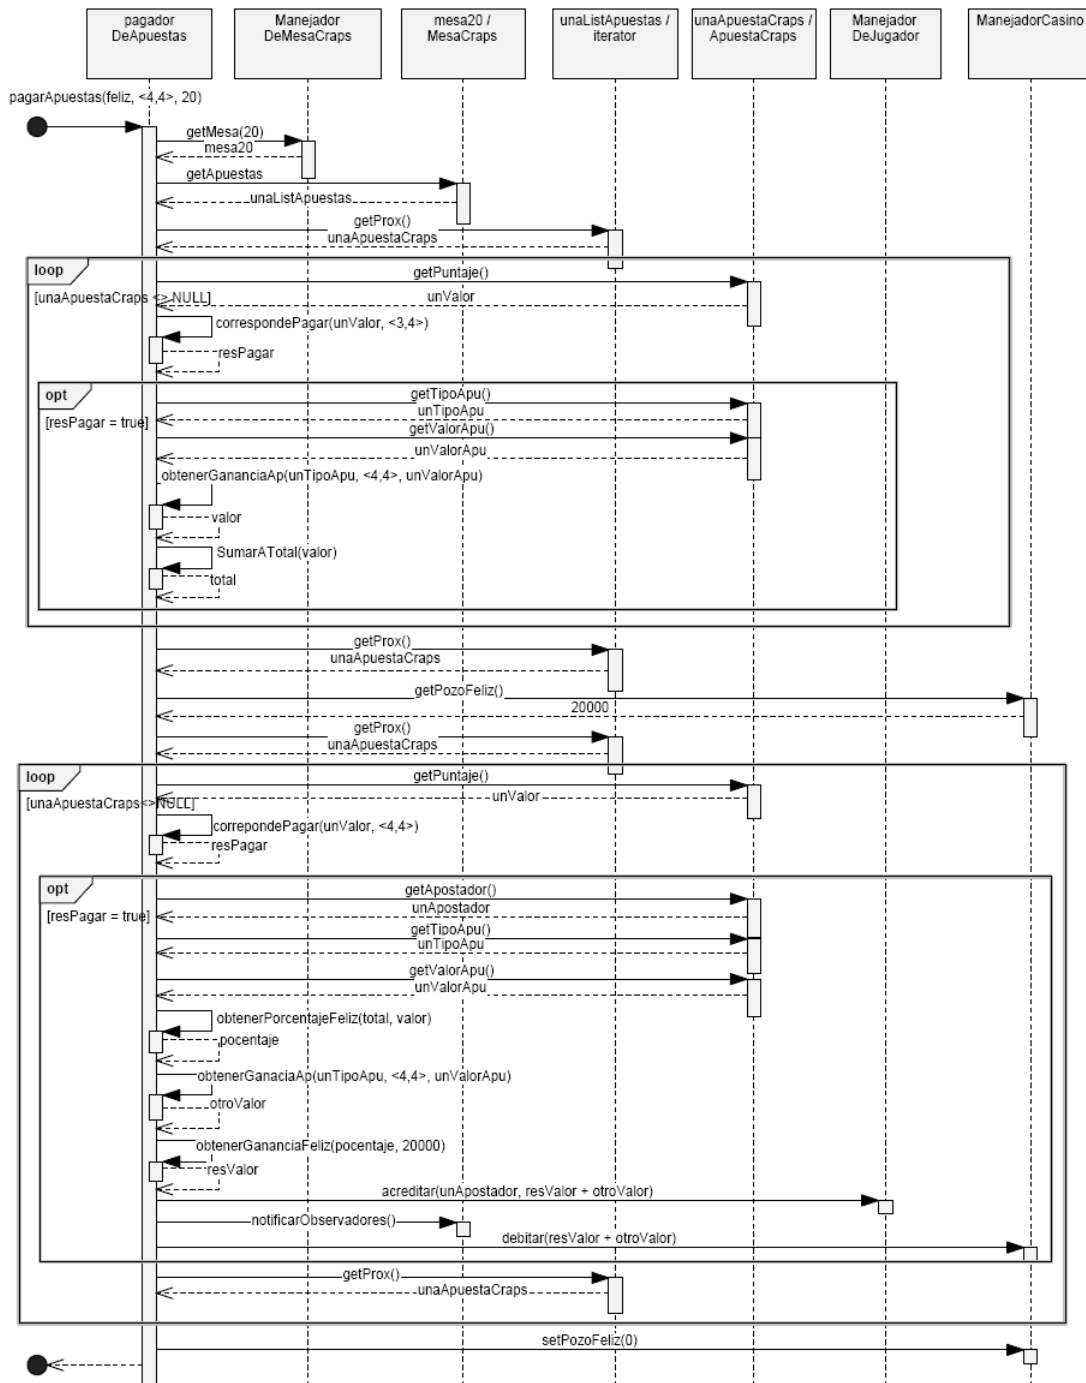 pagador
DeApuestas
Manejador
DeMesaCraps
mesa20 /
MesaCraps
unaListApuestas /
iterator
unaApuestaCraps /
ApuestaCraps
Manejador
DeJugador
ManejadorCasino
pagarApuestas(feliz, <4,4>, 20)
getMesa(20)
mesa20
getApuestas
unaListApuestas
getProx()
unaApuestaCraps
loop
getPuntaje()
[unaApuestaCraps <> NULL]
unValor
correspondePagar(unValor, <3,4>)
resPagar
opt
getTipoApu()
unTipoApu
[resPagar = true]
getValorApu()
unValorApu
obtenerGananciaAp(unTipoApu, <4,4>, unValorApu)
valor
SumarATotal(valor)
total
getProx()
unaApuestaCraps
getPozoFeliz()
20000
getProx()
unaApuestaCraps
loop
getPuntaje()
[unaApuestaCraps<>NULL]
unValor
correpondePagar(unValor, <4,4>)
resPagar
opt
getApostador()
unApostador
[resPagar = true]
getTipoApu()
unTipoApu
getValorApu()
unValorApu
obtenerPorcentajeFeliz(total, valor)
pocentaje
obtenerGanaciaAp(unTipoApu, <4,4>, unValorApu)
otroValor
obtenerGananciaFeliz(pocentaje, 20000)
resValor
acreditar(unApostador, resValor + otroValor)
notificarObservadores()
debitar(resValor + otroValor)
getProx()
unaApuestaCraps
setPozoFeliz(0)